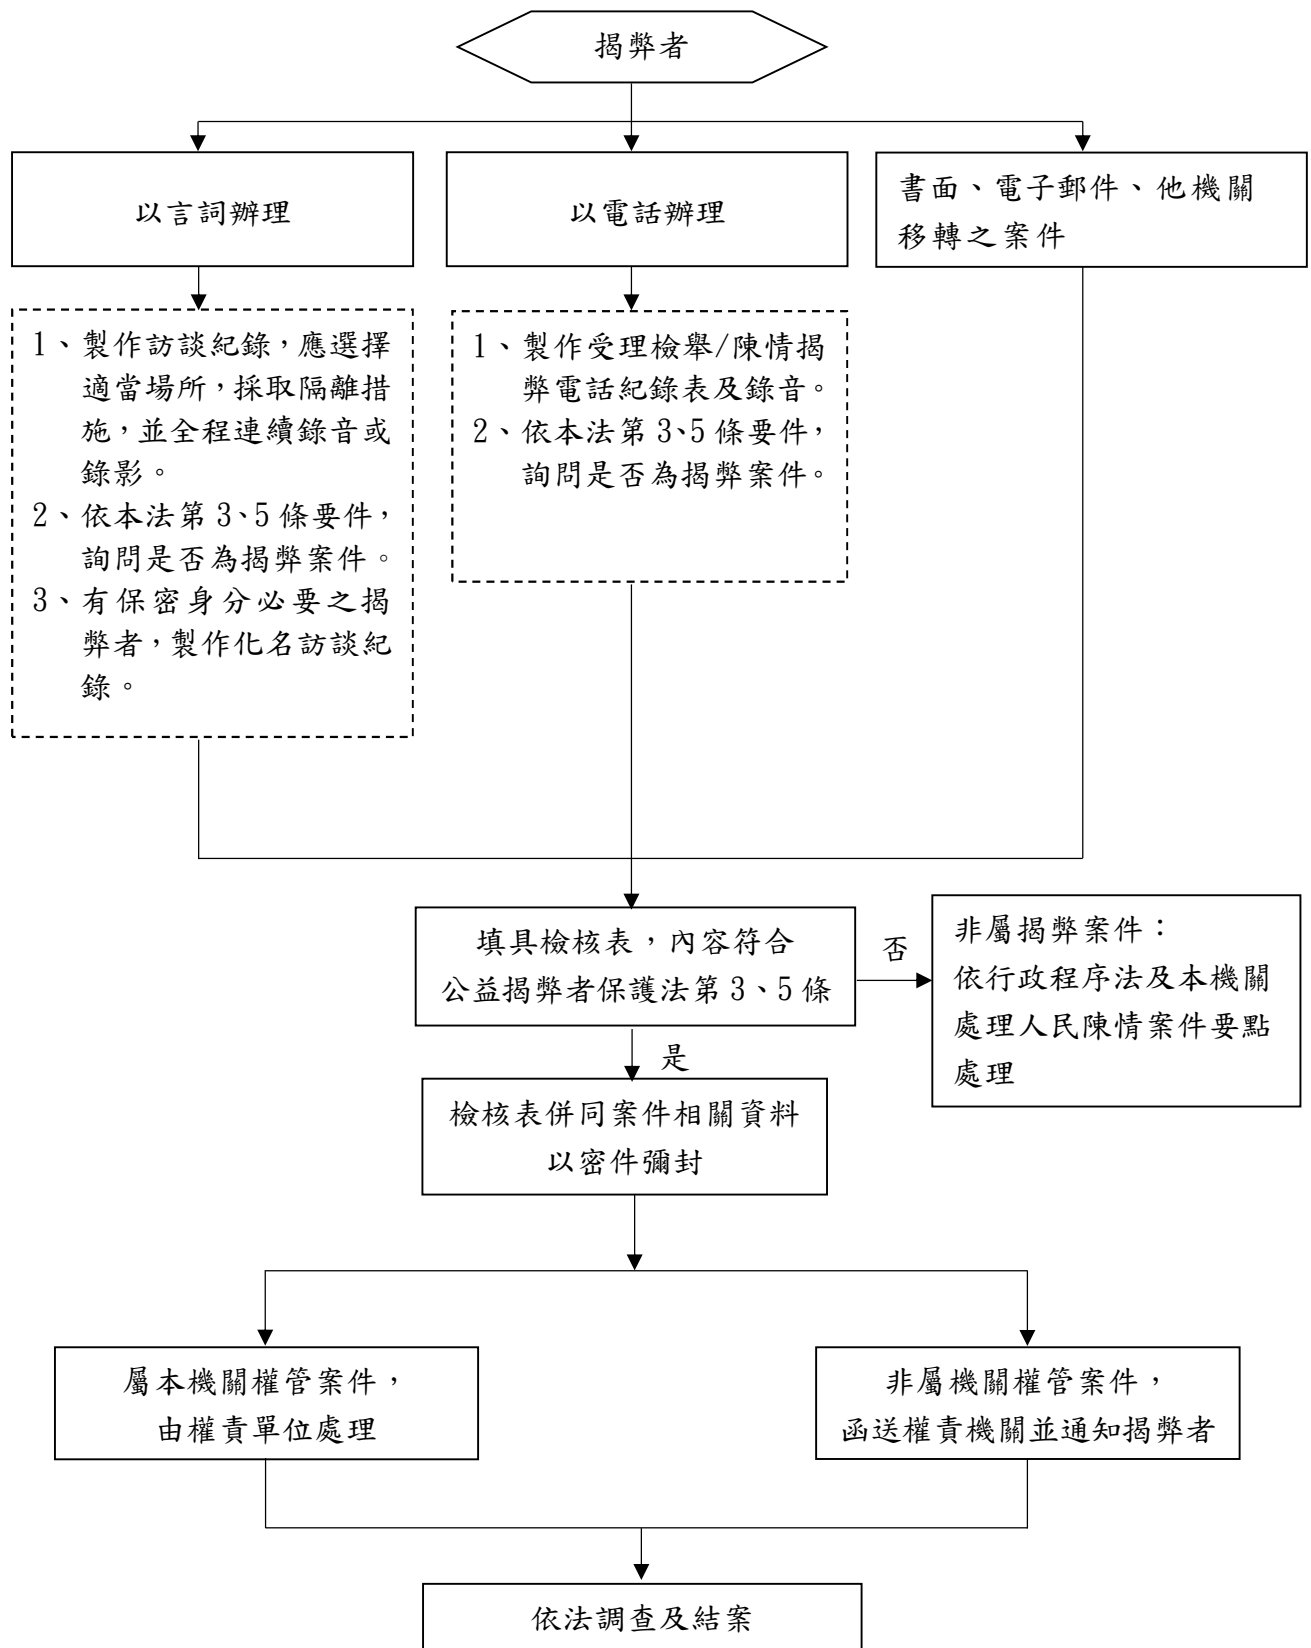 揭弊者
以言詞辦理
以電話辦理
書面、電子郵件、他機關
移轉之案件
1、製作訪談紀錄，應選擇
適當場所，採取隔離措
施，並全程連續錄音或
錄影。
2、依本法第 3、5 條要件，
詢問是否為揭弊案件。
3、有保密身分必要之揭
弊者，製作化名訪談紀
錄。
1、製作受理檢舉/陳情揭
弊電話紀錄表及錄音。
2、依本法第 3、5 條要件，
詢問是否為揭弊案件。
填具檢核表，內容符合
公益揭弊者保護法第 3、5 條
否
非屬揭弊案件：
依行政程序法及本機關
處理人民陳情案件要點
處理
是
檢核表併同案件相關資料
以密件彌封
屬本機關權管案件，
由權責單位處理
非屬機關權管案件，
函送權責機關並通知揭弊者
依法調查及結案